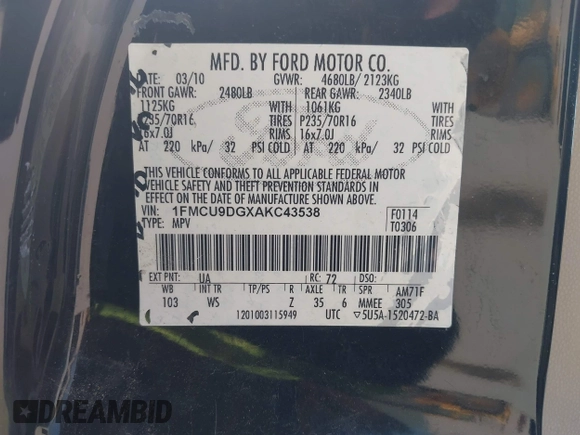 MFD. BY FORD MOTOR CO.
DATE: 03/10 GVWR: 4680LB/ 2123KG
FRONT GAWR: 2480LB REAR GAWR: 2340LB
1125KG WITH 1061KG WITH
P235/70R16 TIRES P235/70R16 TIRES
16x7.0J RIMS 16x7.0J RIMS
AT 220 kPa/ 32 PSI COLD AT 220 kPa/ 32 PSI COLD
THIS VEHICLE CONFORMS TO ALL APPLICABLE FEDERAL MOTOR
VEHICLE SAFETY AND THEFT PREVENTION STANDARDS IN
EFFECT ON THE DATE OF MANUFACTURE SHOWN ABOVE.
VIN: 1FMCU9DGXAKC43538 F0114
TYPE: MPV T0306
EXT PNT: UA RC: 72 DSO:
WB INT TR TP/PS R AXLE TR SPR AM71F
103 WS Z 35 6 MMEE 305
1201003115949 UTC 5U5A-1520472-BA
Ford
DREAMBID